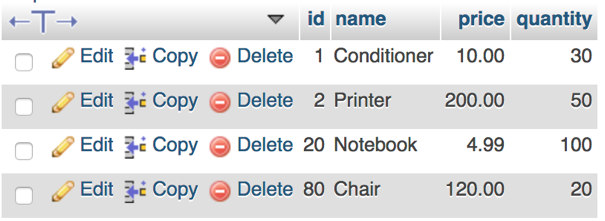 id name price quantity
Edit Copy Delete 1 Conditioner 10.00 30
Edit Copy Delete 2 Printer 200.00 50
Edit Copy Delete 20 Notebook 4.99 100
Edit Copy Delete 80 Chair 120.00 20